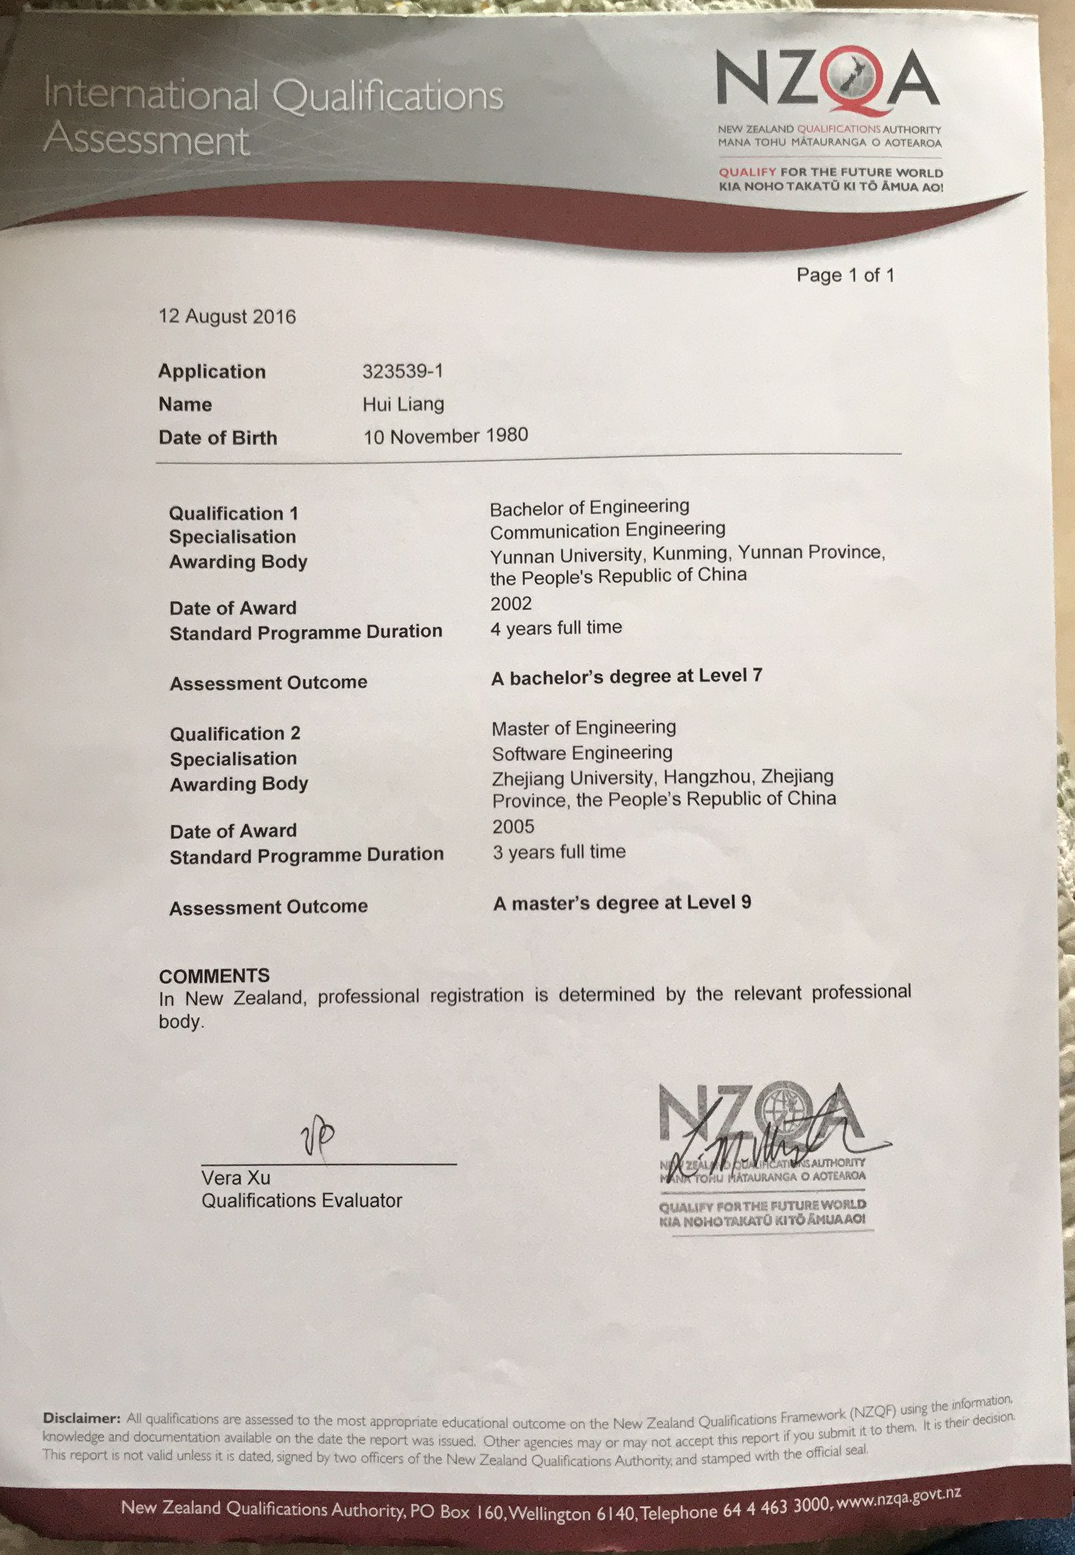 International Qualifications
Assessment
NZQA
NEW ZEALAND QUALIFICATIONS AUTHORITY
MANA TOHU MĀTAURANGA O AOTEAROA
QUALIFY FOR THE FUTURE WORLD
KIA NOHO TAKATŪ KI TŌ ĀMUA AO!
Page 1 of 1
12 August 2016
Application 323539-1
Name Hui Liang
Date of Birth 10 November 1980
Qualification 1 Bachelor of Engineering
Specialisation Communication Engineering
Awarding Body Yunnan University, Kunming, Yunnan Province,
the People's Republic of China
Date of Award 2002
Standard Programme Duration 4 years full time
Assessment Outcome A bachelor's degree at Level 7
Qualification 2 Master of Engineering
Specialisation Software Engineering
Awarding Body Zhejiang University, Hangzhou, Zhejiang
Province, the People's Republic of China
Date of Award 2005
Standard Programme Duration 3 years full time
Assessment Outcome A master's degree at Level 9
COMMENTS
In New Zealand, professional registration is determined by the relevant professional
body.
Vera Xu
Qualifications Evaluator
NZQA
NEW ZEALAND QUALIFICATIONS AUTHORITY
MANA TOHU MĀTAURANGA O AOTEAROA
QUALIFY FOR THE FUTURE WORLD
KIA NOHO TAKATŪ KI TŌ ĀMUA AO!
Disclaimer: All qualifications are assessed to the most appropriate educational outcome on the New Zealand Qualifications Framework (NZQF) using the information,
knowledge and documentation available on the date the report was issued. Other agencies may or may not accept this report if you submit it to them. It is their decision.
This report is not valid unless it is dated, signed by two officers of the New Zealand Qualifications Authority, and stamped with the official seal.
New Zealand Qualifications Authority, PO Box 160, Wellington 6140, Telephone 64 4 463 3000, www.nzqa.govt.nz